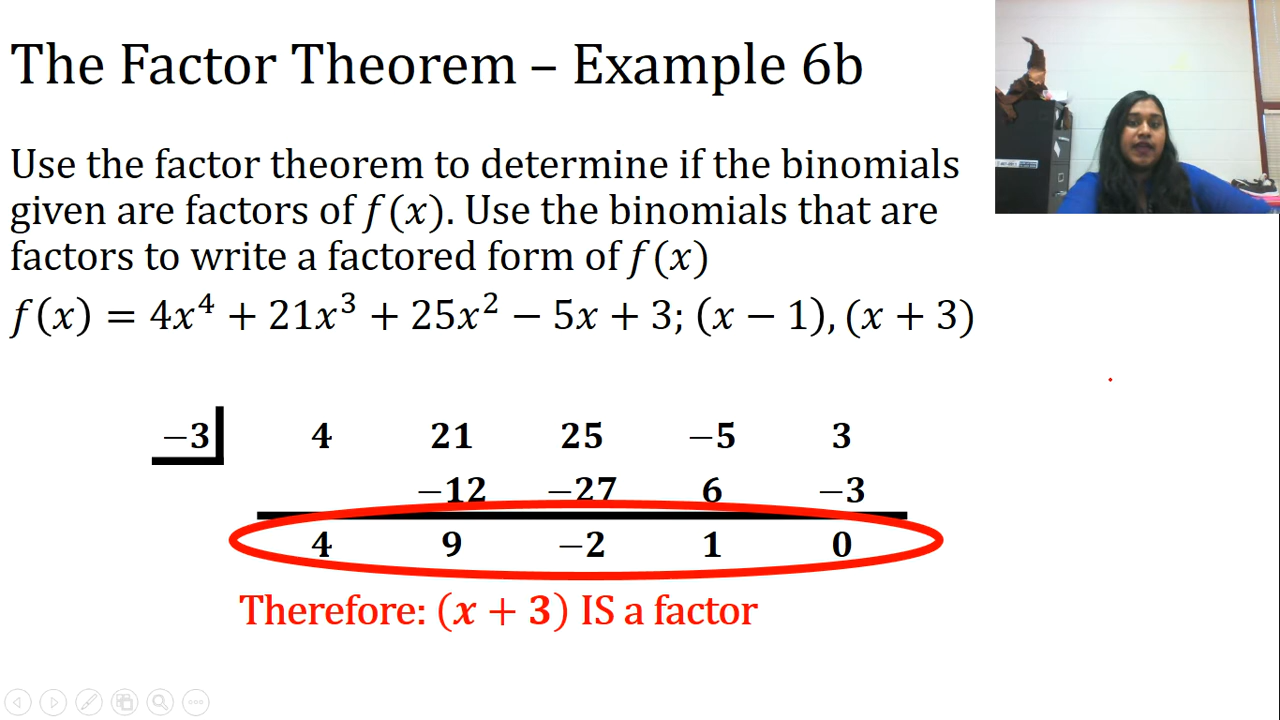 The Factor Theorem – Example 6b
Use the factor theorem to determine if the binomials
given are factors of f(x). Use the binomials that are
factors to write a factored form of f(x)
f(x) = 4x⁴ + 21x³ + 25x² − 5x + 3; (x − 1), (x + 3)
−3 4 21 25 −5 3
−12 −27 6 −3
4 9 −2 1 0
Therefore: (x + 3) IS a factor